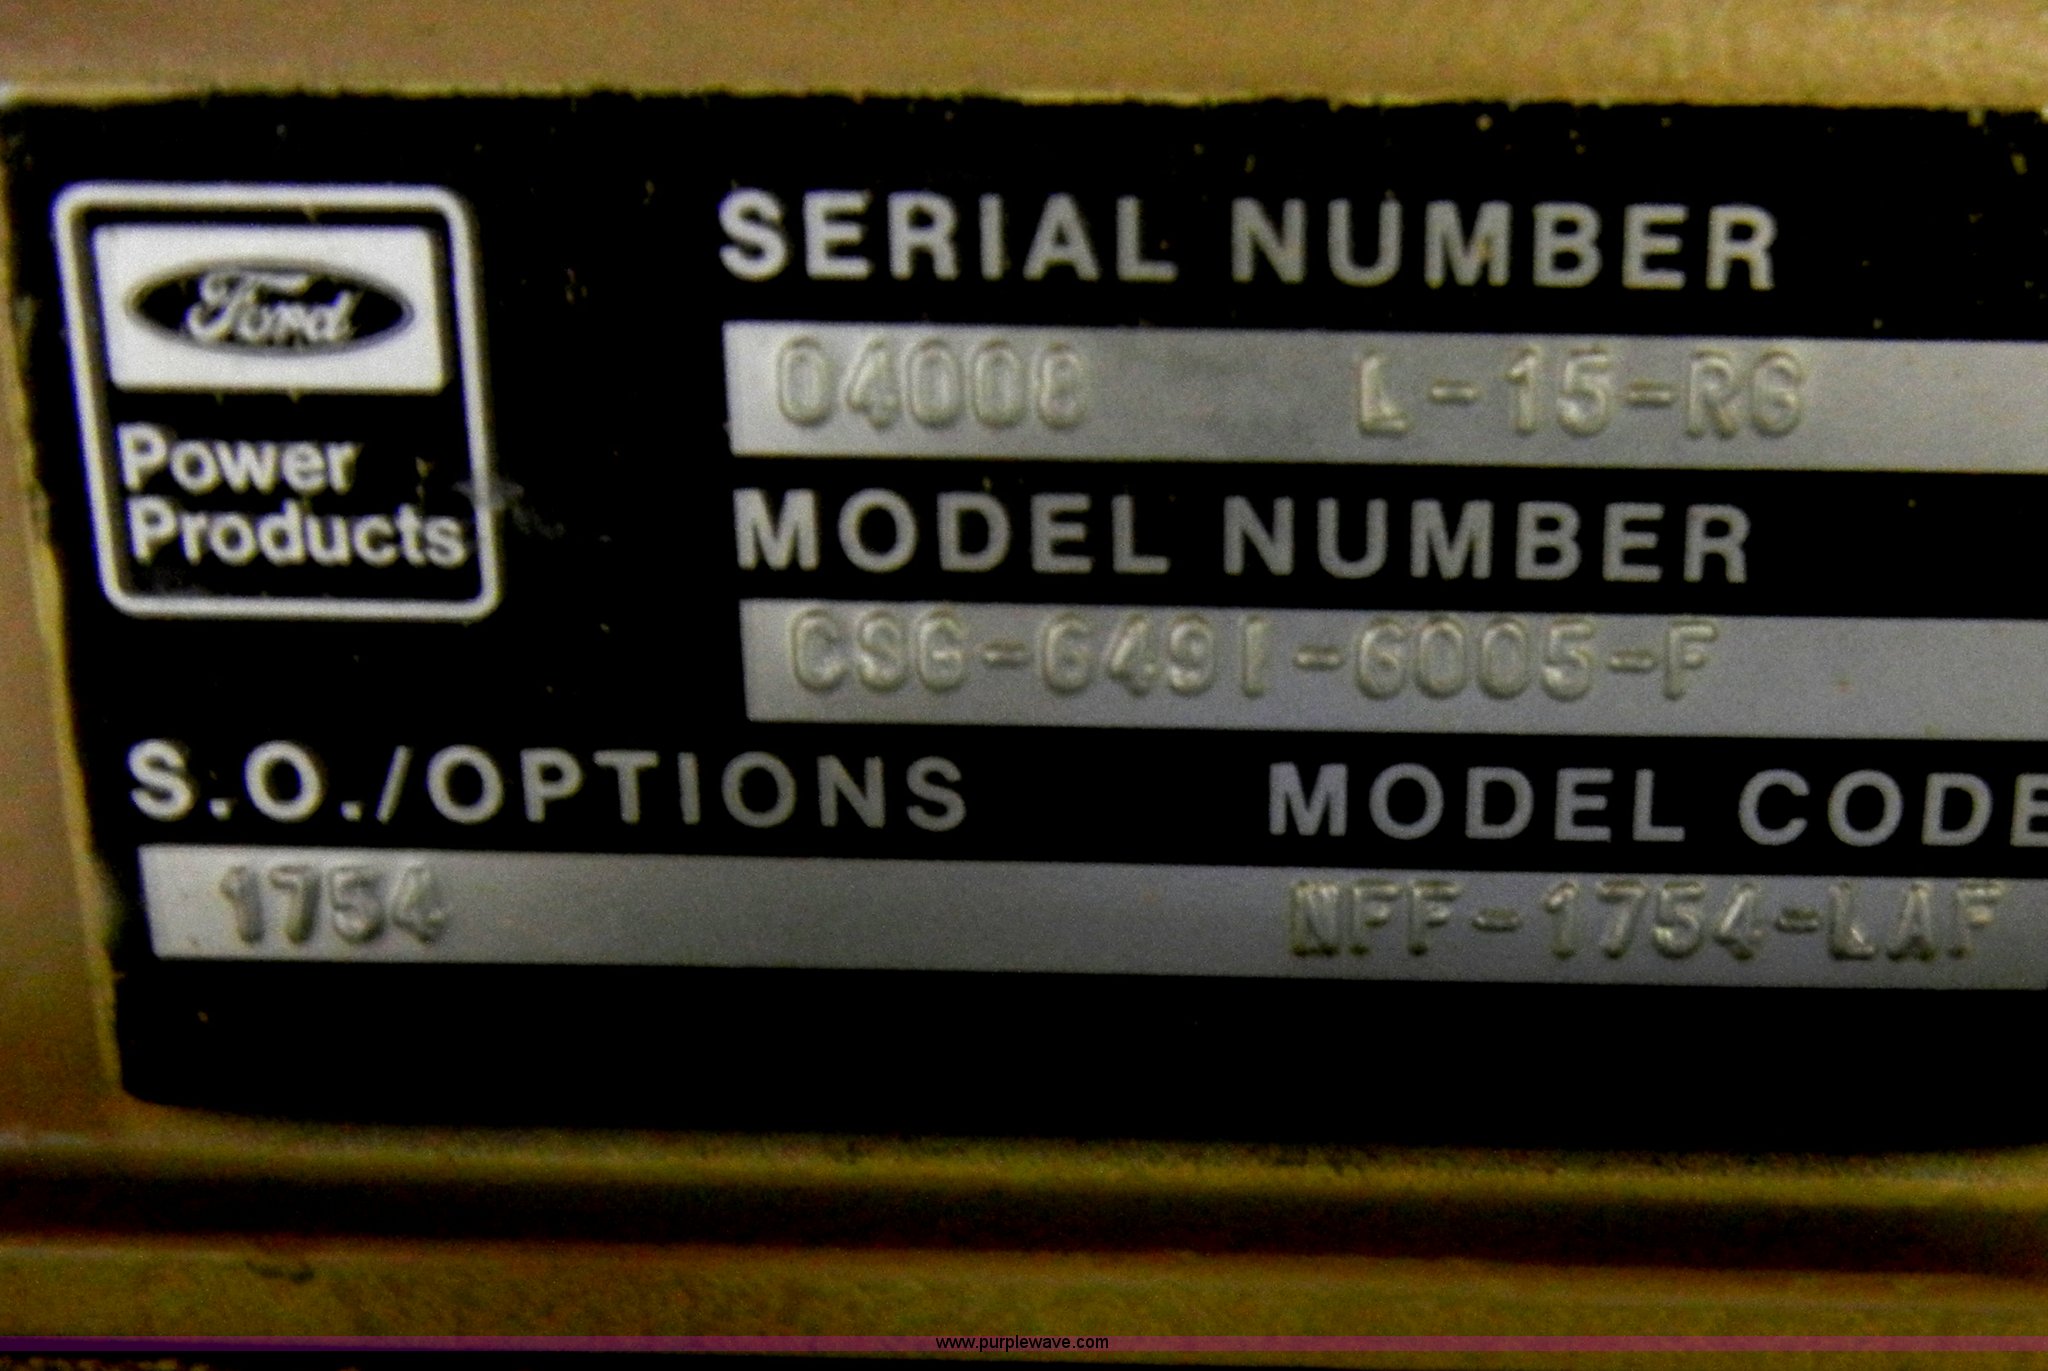 Ford
Power
Products
SERIAL NUMBER
04008 L-15-RG
MODEL NUMBER
CSG-649I-6005-F
S.O./OPTIONS MODEL CODE
1754 NFF-1754-LAF
www.purplewave.com